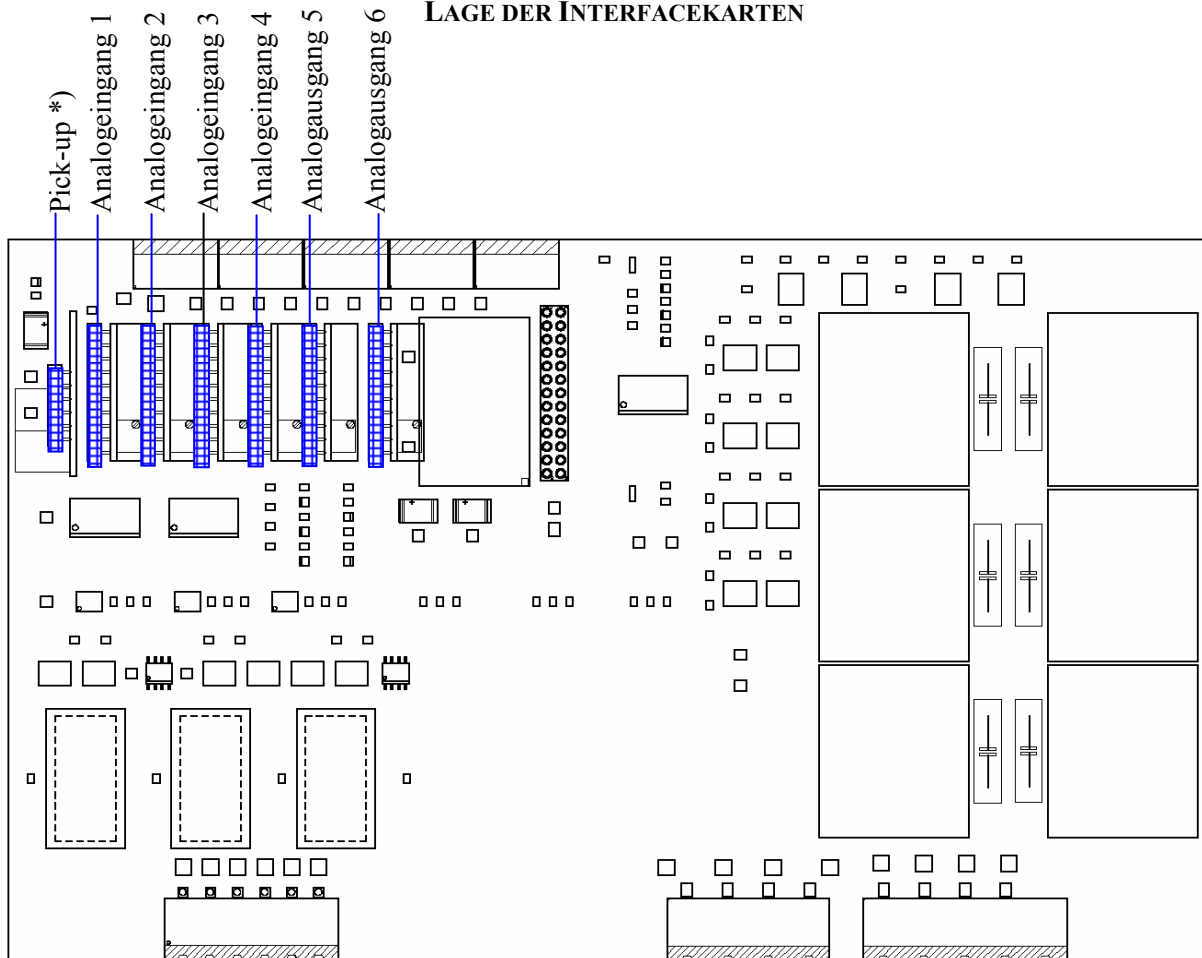 LAGE DER INTERFACEKARTEN
Pick-up *)
Analogeingang 1
Analogeingang 2
Analogeingang 3
Analogeingang 4
Analogausgang 5
Analogausgang 6